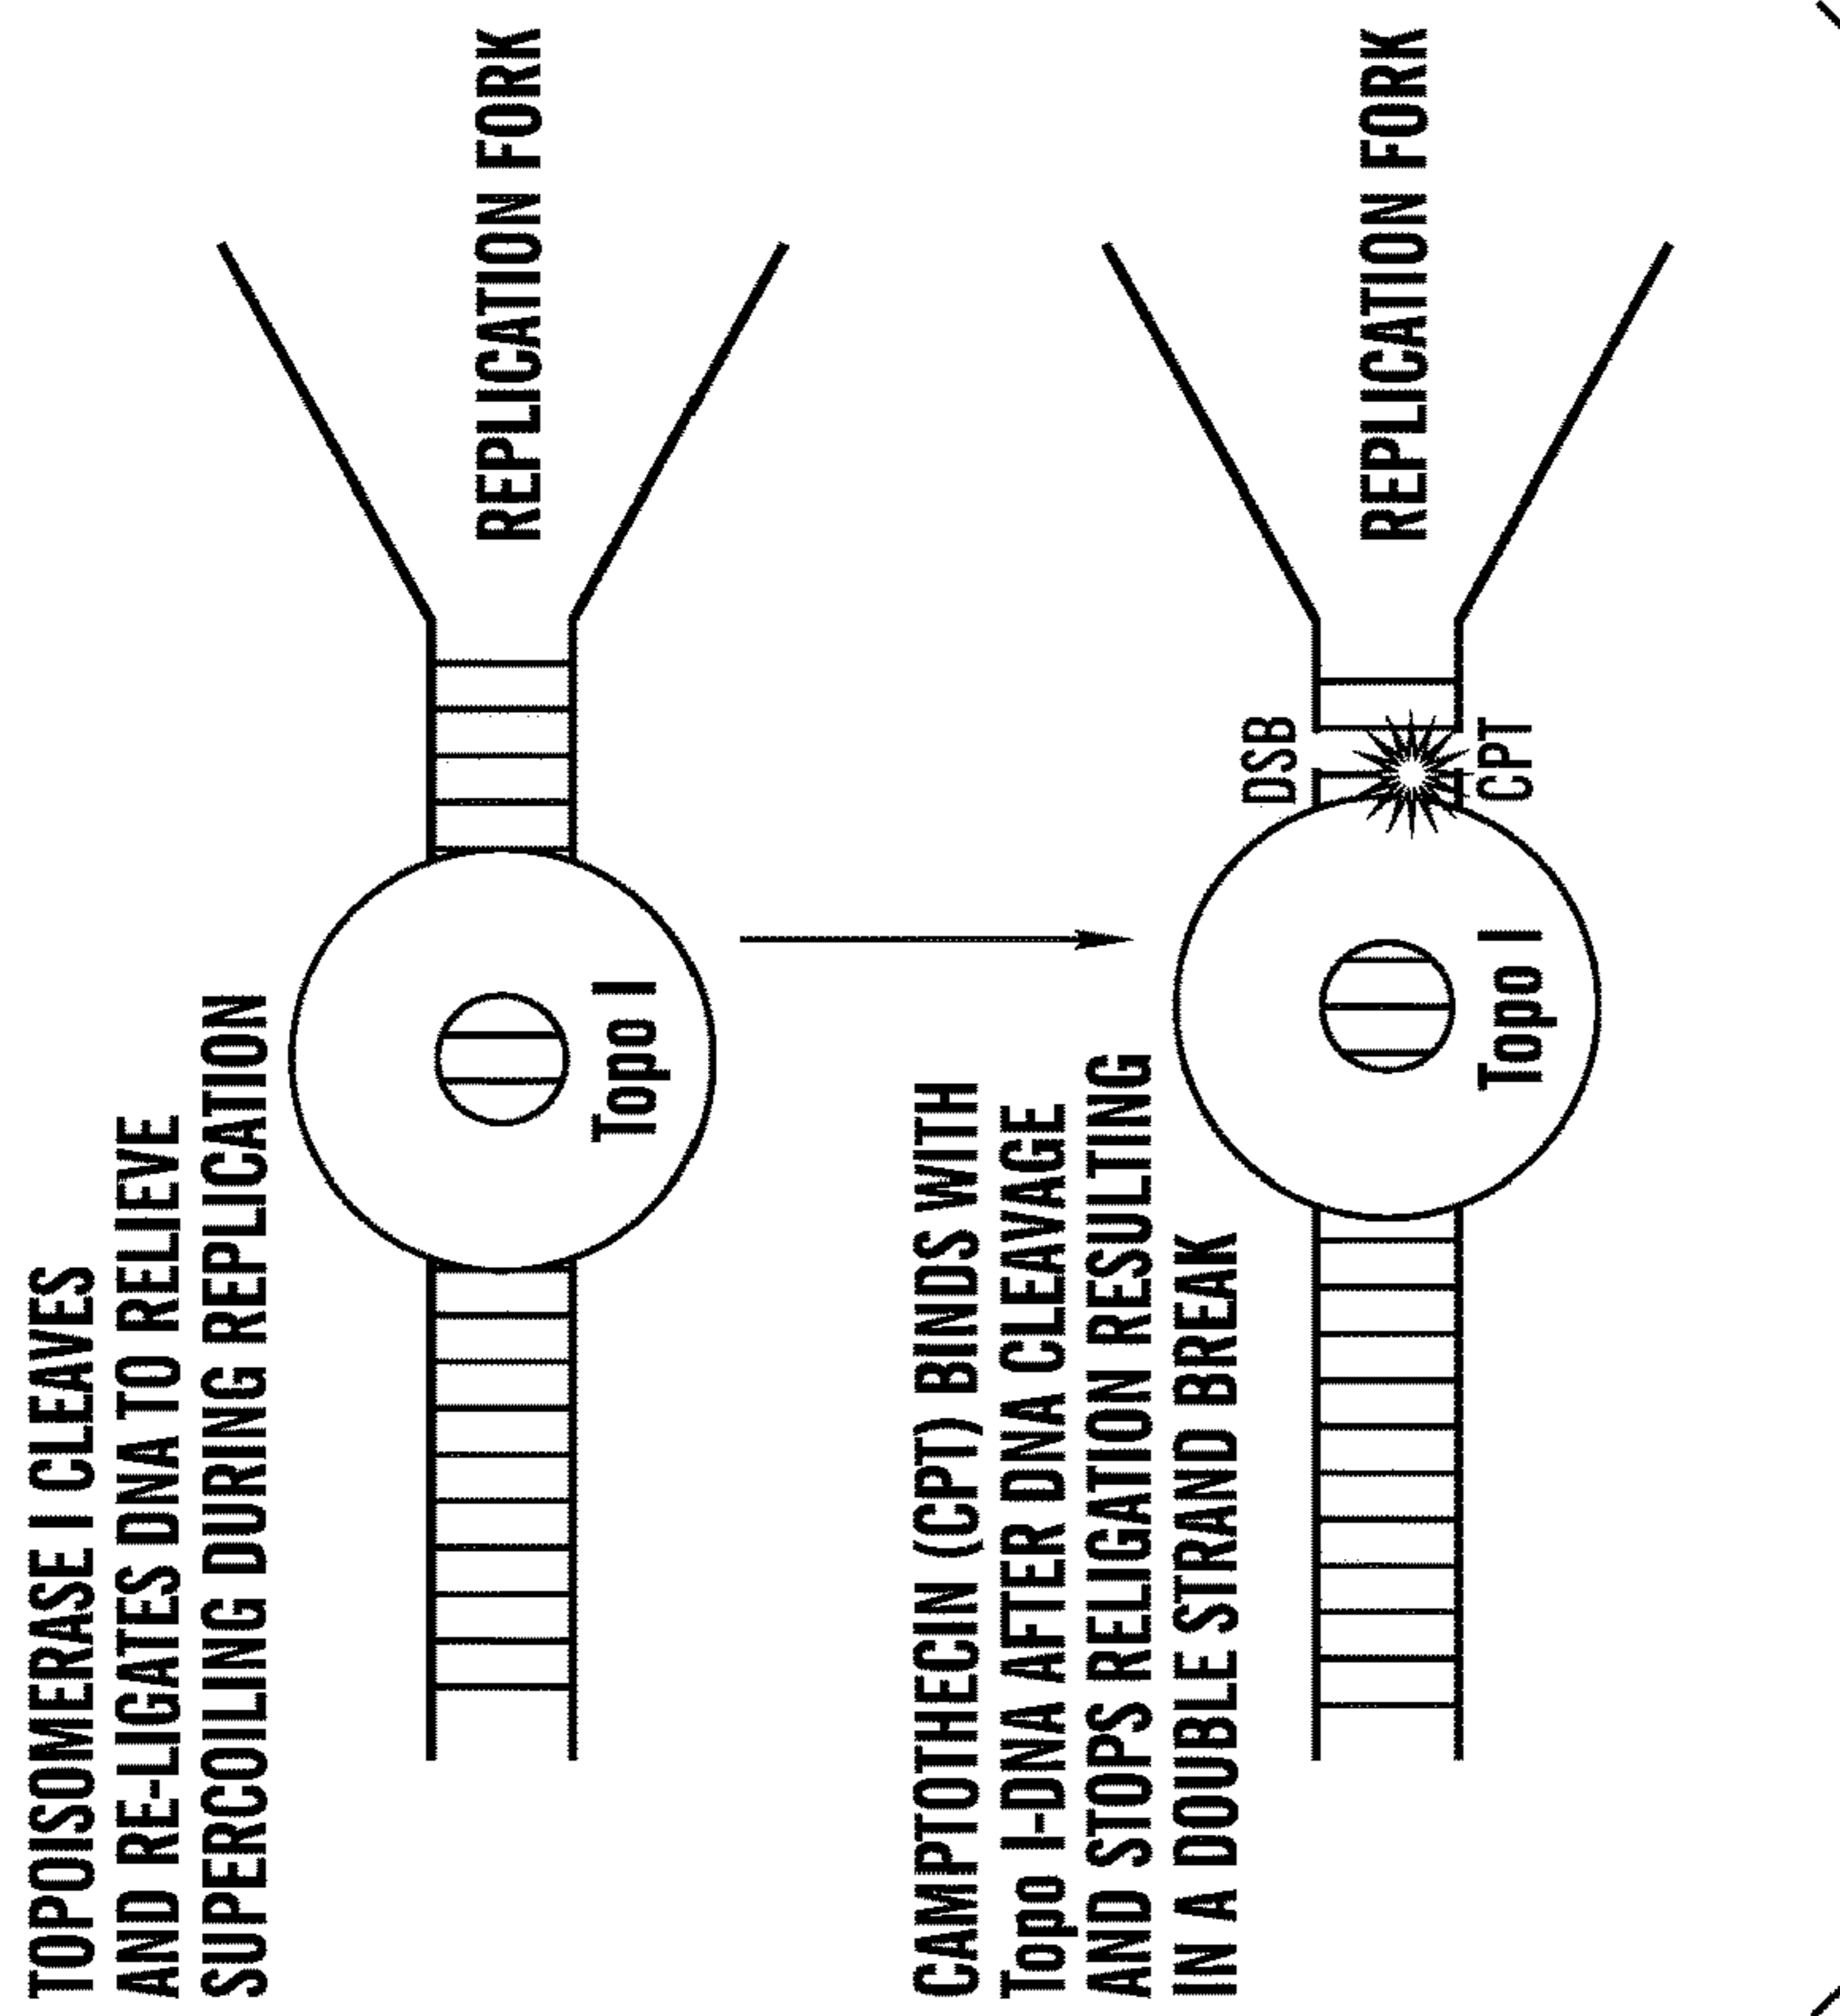 TOPOISOMERASE I CLEAVES
AND RE-LIGATES DNA TO RELIEVE
SUPERCOILING DURING REPLICATION
Topo I
REPLICATION FORK
CAMPTOTHECIN (CPT) BINDS WITH
Topo I-DNA AFTER DNA CLEAVAGE
AND STOPS RELIGATION RESULTING
IN A DOUBLE STRAND BREAK
DSB
Topo I
CPT
REPLICATION FORK